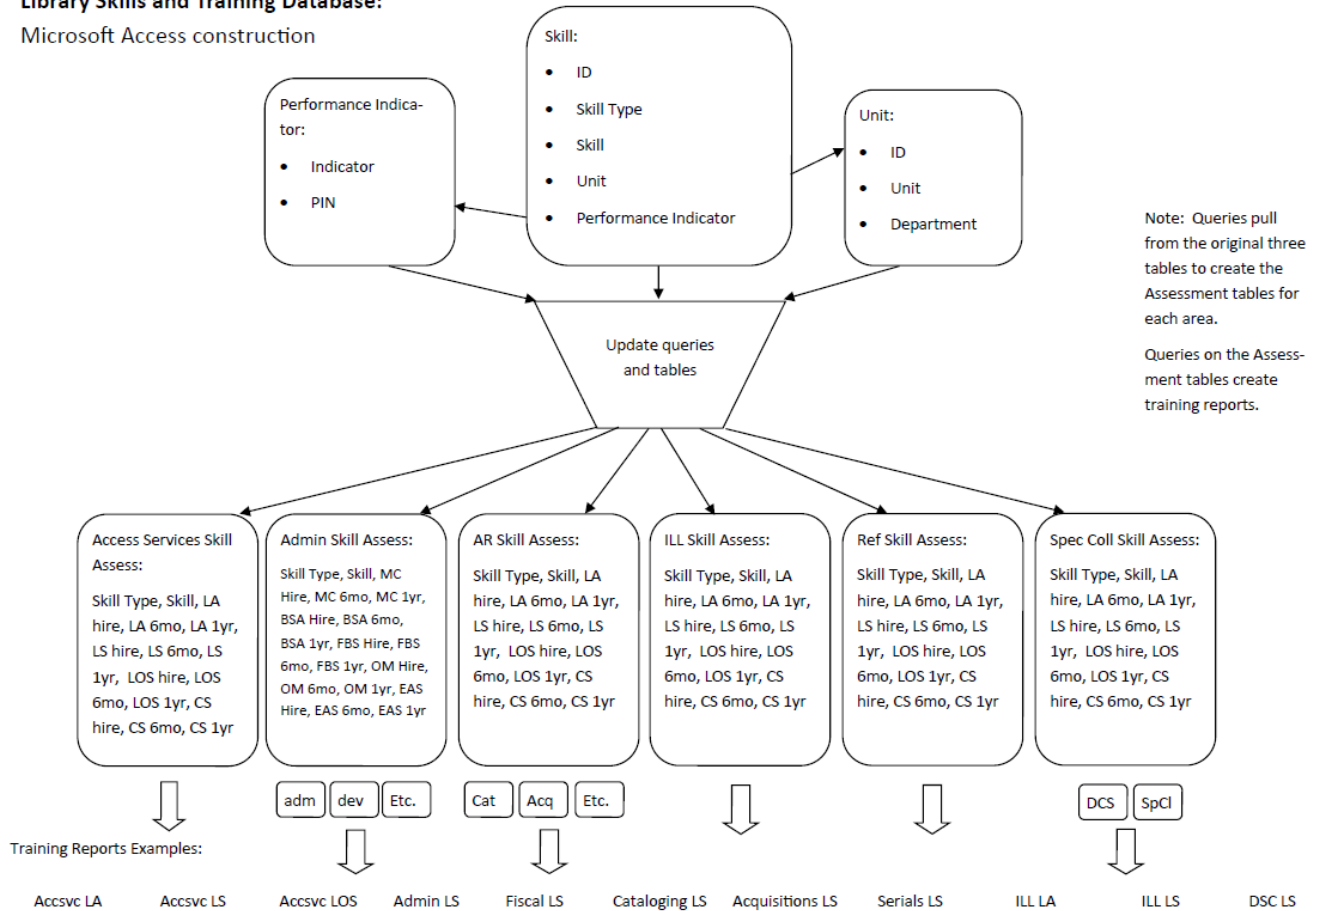 Library Skills and Training Database:
Microsoft Access construction
Skill:
• ID
• Skill Type
• Skill
• Unit
• Performance Indicator
Performance Indica-
tor:
• Indicator
• PIN
Unit:
• ID
• Unit
• Department
Note: Queries pull
from the original three
tables to create the
Assessment tables for
each area.
Queries on the Assess-
ment tables create
training reports.
Update queries
and tables
Access Services Skill
Assess:
Skill Type, Skill, LA
hire, LA 6mo, LA 1yr,
LS hire, LS 6mo, LS
1yr, LOS hire, LOS
6mo, LOS 1yr, CS
hire, CS 6mo, CS 1yr
Admin Skill Assess:
Skill Type, Skill, MC
Hire, MC 6mo, MC 1yr,
BSA Hire, BSA 6mo,
BSA 1yr, FBS Hire, FBS
6mo, FBS 1yr, OM Hire,
OM 6mo, OM 1yr, EAS
Hire, EAS 6mo, EAS 1yr
AR Skill Assess:
Skill Type, Skill, LA
hire, LA 6mo, LA 1yr,
LS hire, LS 6mo, LS
1yr, LOS hire, LOS
6mo, LOS 1yr, CS
hire, CS 6mo, CS 1yr
ILL Skill Assess:
Skill Type, Skill, LA
hire, LA 6mo, LA 1yr,
LS hire, LS 6mo, LS
1yr, LOS hire, LOS
6mo, LOS 1yr, CS
hire, CS 6mo, CS 1yr
Ref Skill Assess:
Skill Type, Skill, LA
hire, LA 6mo, LA 1yr,
LS hire, LS 6mo, LS
1yr, LOS hire, LOS
6mo, LOS 1yr, CS
hire, CS 6mo, CS 1yr
Spec Coll Skill Assess:
Skill Type, Skill, LA
hire, LA 6mo, LA 1yr,
LS hire, LS 6mo, LS
1yr, LOS hire, LOS
6mo, LOS 1yr, CS
hire, CS 6mo, CS 1yr
adm dev Etc.
Cat Acq Etc.
DCS SpCl
Training Reports Examples:
Accsvc LA Accsvc LS Accsvc LOS Admin LS Fiscal LS Cataloging LS Acquisitions LS Serials LS ILL LA ILL LS DSC LS